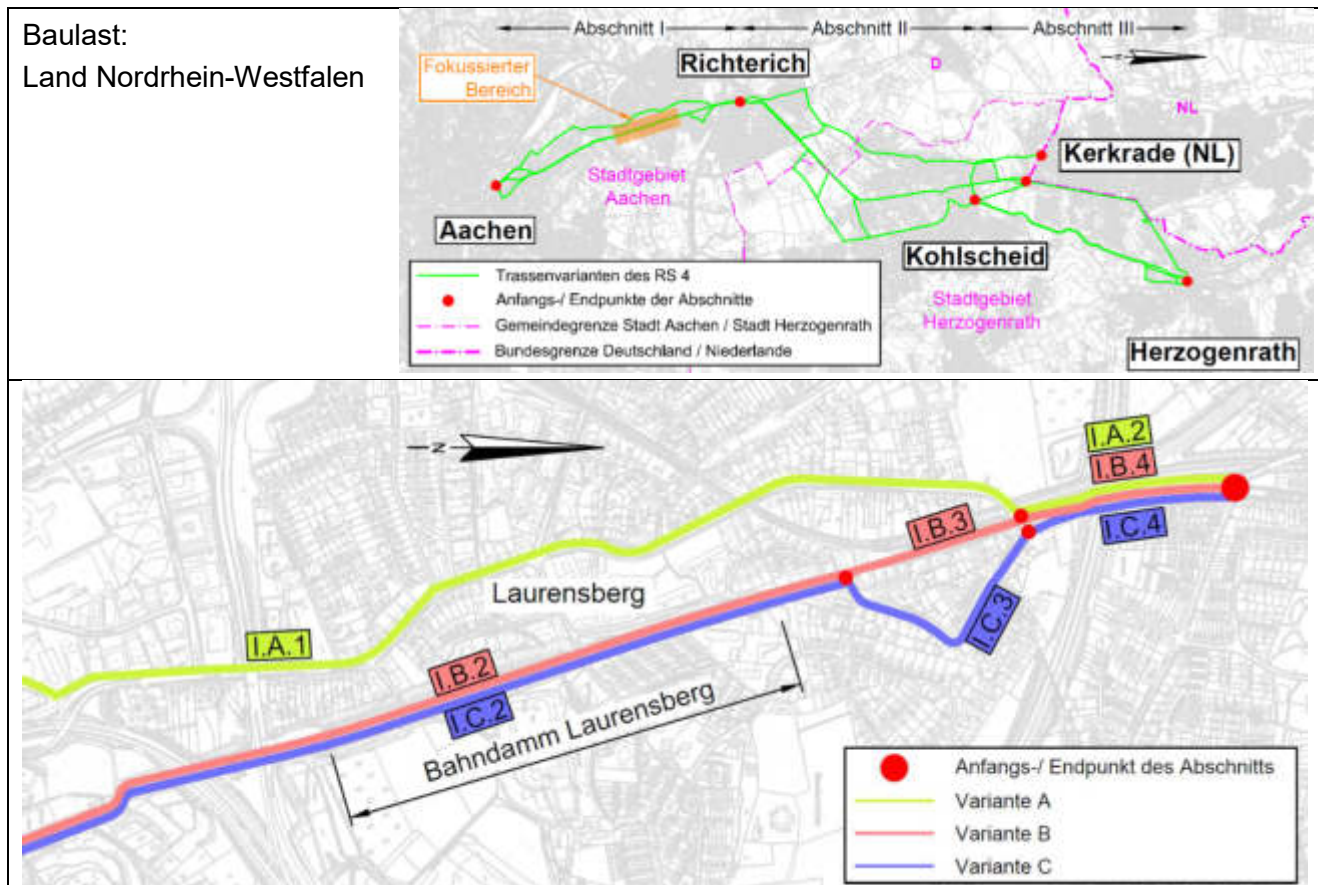 Baulast:
Land Nordrhein-Westfalen
Abschnitt I
Abschnitt II
Abschnitt III
Fokussierter
Bereich
Richterich
D
NL
N
Kerkrade (NL)
Stadtgebiet
Aachen
Aachen
Kohlscheid
Stadtgebiet
Herzogenrath
Herzogenrath
Trassenvarianten des RS 4
Anfangs-/ Endpunkte der Abschnitte
Gemeindegrenze Stadt Aachen / Stadt Herzogenrath
Bundesgrenze Deutschland / Niederlande
N
I.A.2
I.B.4
I.B.3
I.C.4
Laurensberg
I.A.1
I.C.3
I.B.2
I.C.2
Bahndamm Laurensberg
Anfangs-/ Endpunkt des Abschnitts
Variante A
Variante B
Variante C